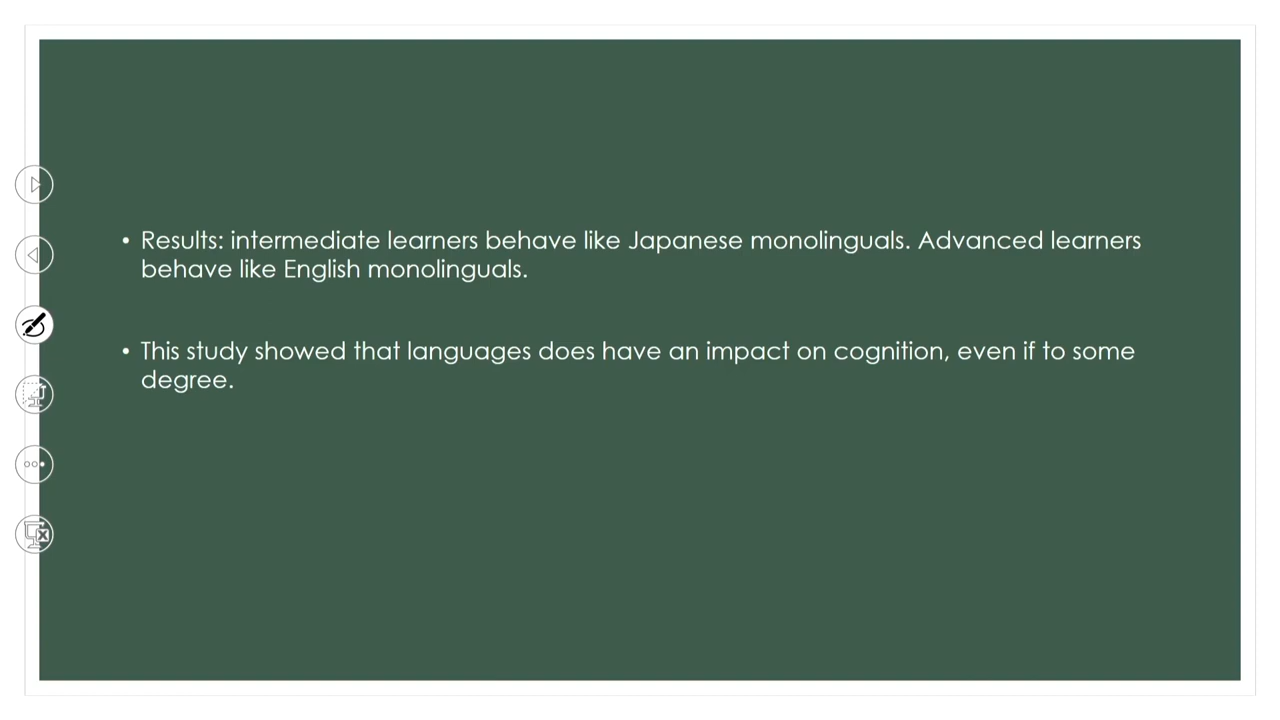 • Results: intermediate learners behave like Japanese monolinguals. Advanced learners
behave like English monolinguals.
• This study showed that languages does have an impact on cognition, even if to some
degree.